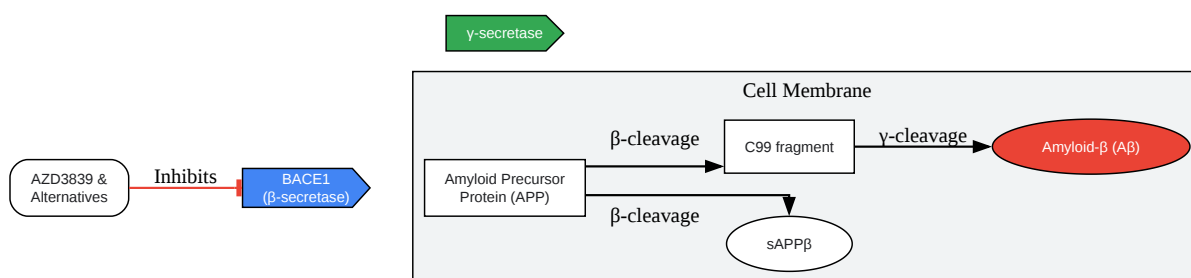 γ-secretase
Cell Membrane
β-cleavage
C99 fragment
γ-cleavage
Amyloid-β (Aβ)
AZD3839 &
Alternatives
Inhibits
BACE1
(β-secretase)
Amyloid Precursor
Protein (APP)
β-cleavage
sAPPβ